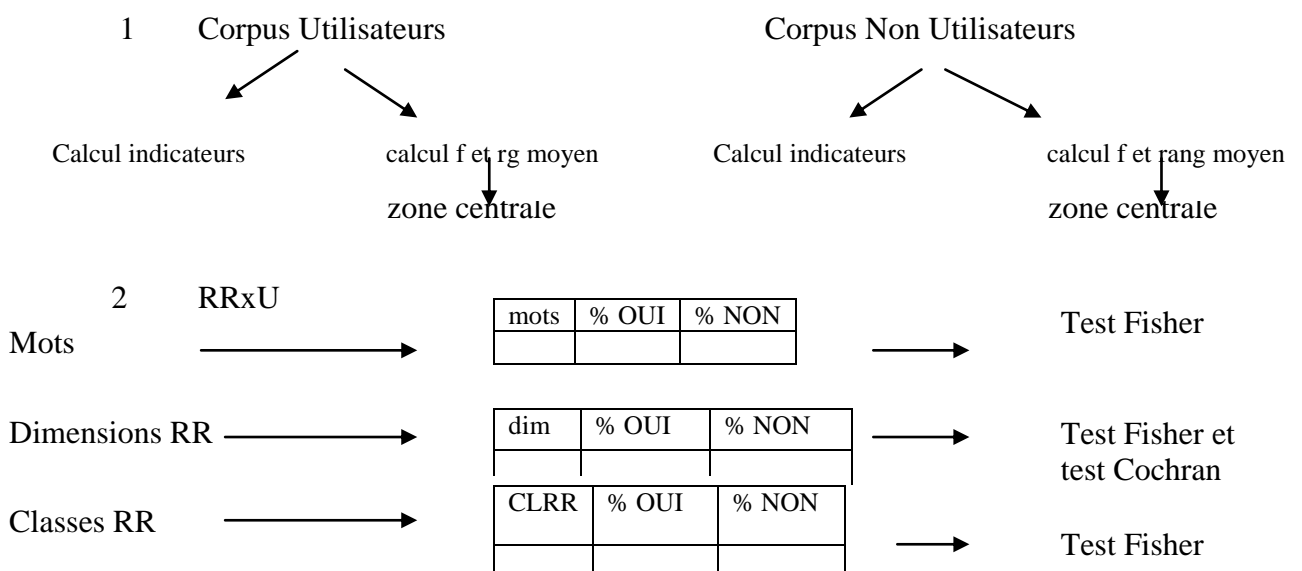 1 Corpus Utilisateurs Corpus Non Utilisateurs
Calcul indicateurs calcul f et rg moyen Calcul indicateurs calcul f et rang moyen
zone centrale zone centrale
2 RRxU
mots % OUI % NON Test Fisher
Mots
Dimensions RR dim % OUI % NON Test Fisher et
test Cochran
Classes RR CLRR % OUI % NON
Test Fisher